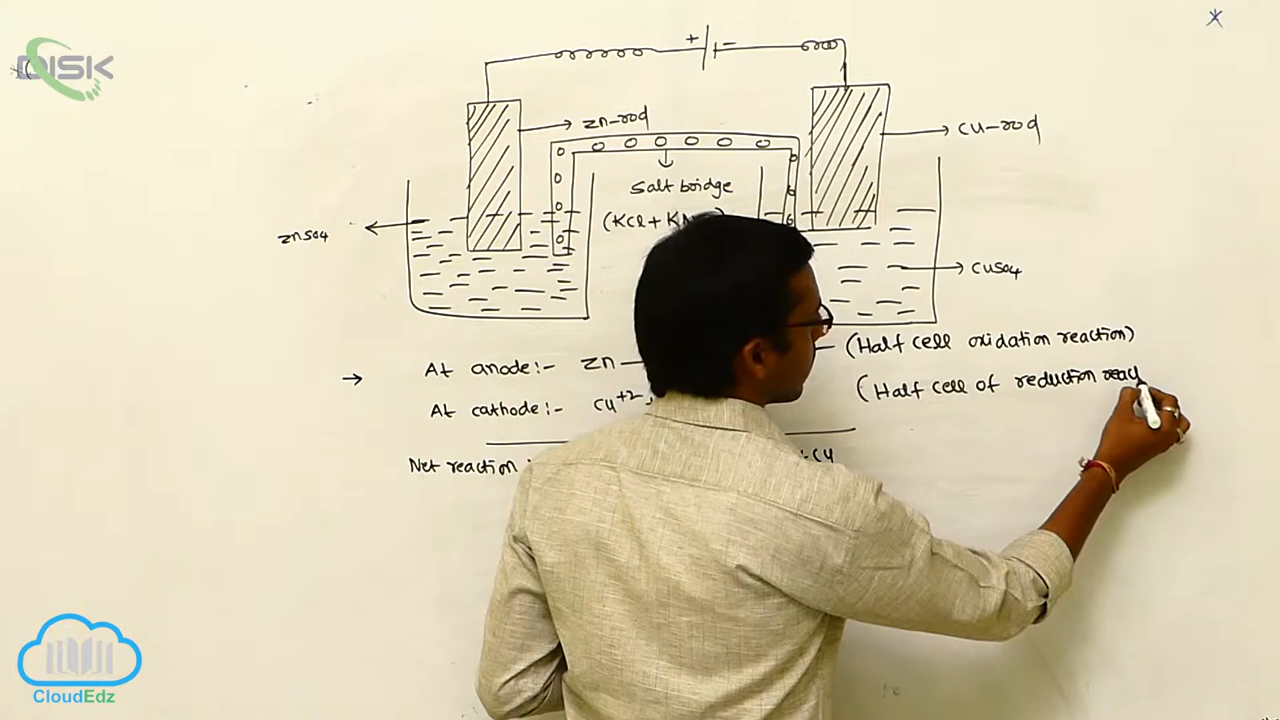 DISK
+ −
Zn-rod
Cu-rod
Salt bridge
(KCl +
ZnSO4
CuSO4
→ At anode:- Zn — (Half cell oxidation reaction)
At cathode:- Cu+2 (Half cell of reduction reac
Net reaction + Cu
CloudEdz